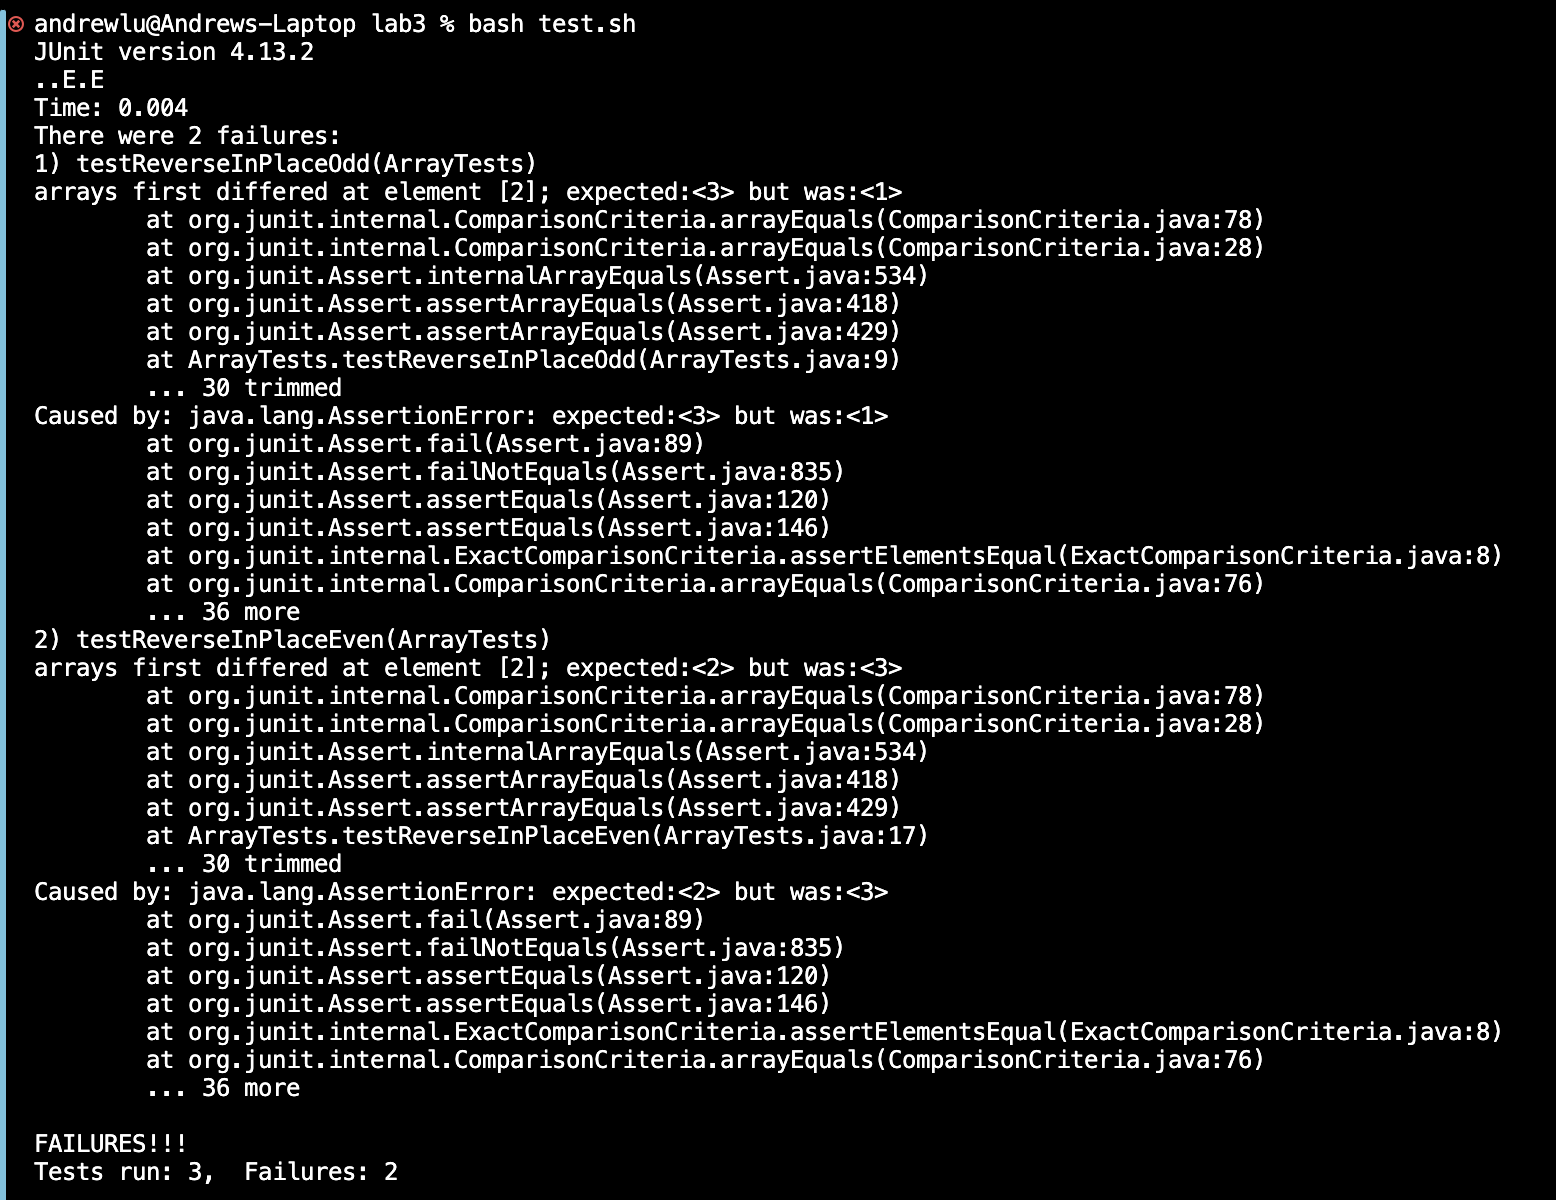 andrewlu@Andrews-Laptop lab3 % bash test.sh
JUnit version 4.13.2
..E.E
Time: 0.004
There were 2 failures:
1) testReverseInPlaceOdd(ArrayTests)
arrays first differed at element [2]; expected:<3> but was:<1>
        at org.junit.internal.ComparisonCriteria.arrayEquals(ComparisonCriteria.java:78)
        at org.junit.internal.ComparisonCriteria.arrayEquals(ComparisonCriteria.java:28)
        at org.junit.Assert.internalArrayEquals(Assert.java:534)
        at org.junit.Assert.assertArrayEquals(Assert.java:418)
        at org.junit.Assert.assertArrayEquals(Assert.java:429)
        at ArrayTests.testReverseInPlaceOdd(ArrayTests.java:9)
        ... 30 trimmed
Caused by: java.lang.AssertionError: expected:<3> but was:<1>
        at org.junit.Assert.fail(Assert.java:89)
        at org.junit.Assert.failNotEquals(Assert.java:835)
        at org.junit.Assert.assertEquals(Assert.java:120)
        at org.junit.Assert.assertEquals(Assert.java:146)
        at org.junit.internal.ExactComparisonCriteria.assertElementsEqual(ExactComparisonCriteria.java:8)
        at org.junit.internal.ComparisonCriteria.arrayEquals(ComparisonCriteria.java:76)
        ... 36 more
2) testReverseInPlaceEven(ArrayTests)
arrays first differed at element [2]; expected:<2> but was:<3>
        at org.junit.internal.ComparisonCriteria.arrayEquals(ComparisonCriteria.java:78)
        at org.junit.internal.ComparisonCriteria.arrayEquals(ComparisonCriteria.java:28)
        at org.junit.Assert.internalArrayEquals(Assert.java:534)
        at org.junit.Assert.assertArrayEquals(Assert.java:418)
        at org.junit.Assert.assertArrayEquals(Assert.java:429)
        at ArrayTests.testReverseInPlaceEven(ArrayTests.java:17)
        ... 30 trimmed
Caused by: java.lang.AssertionError: expected:<2> but was:<3>
        at org.junit.Assert.fail(Assert.java:89)
        at org.junit.Assert.failNotEquals(Assert.java:835)
        at org.junit.Assert.assertEquals(Assert.java:120)
        at org.junit.Assert.assertEquals(Assert.java:146)
        at org.junit.internal.ExactComparisonCriteria.assertElementsEqual(ExactComparisonCriteria.java:8)
        at org.junit.internal.ComparisonCriteria.arrayEquals(ComparisonCriteria.java:76)
        ... 36 more

FAILURES!!!
Tests run: 3,  Failures: 2